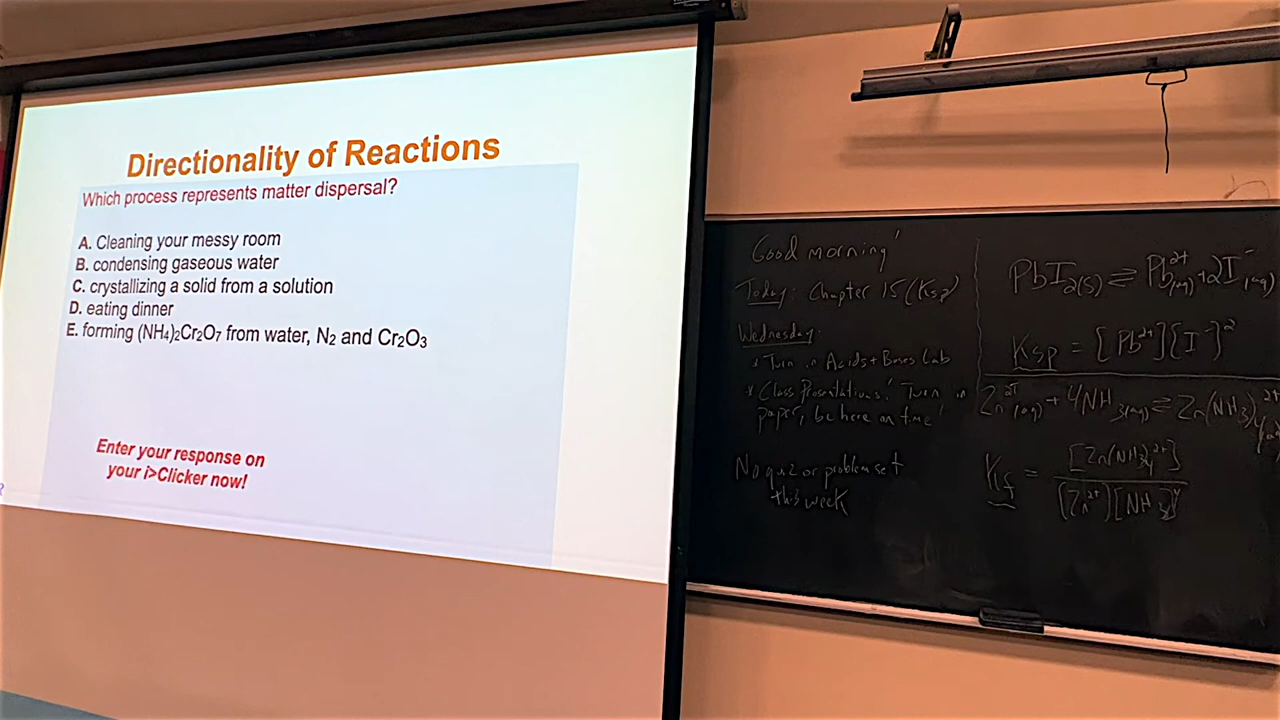 Directionality of Reactions
Which process represents matter dispersal?
A. Cleaning your messy room
B. condensing gaseous water
C. crystallizing a solid from a solution
D. eating dinner
E. forming (NH₄)₂Cr₂O₇ from water, N₂ and Cr₂O₃
Enter your response on
your i>Clicker now!
Good morning!
Today: Chapter 15 (Ksp)
Wednesday:
* Turn in Acids + Bases Lab
* Class Presentations! Turn in
paper, be here on time!
No quiz or problem set
this week
PbI₂(s) ⇌ Pb²⁺(aq) + 2I⁻(aq)
Ksp = [Pb²⁺][I⁻]²
Zn²⁺(aq) + 4NH₃(aq) ⇌ Zn(NH₃)₄²⁺(aq)
Kf = [Zn(NH₃)₄²⁺]
[Zn²⁺][NH₃]⁴